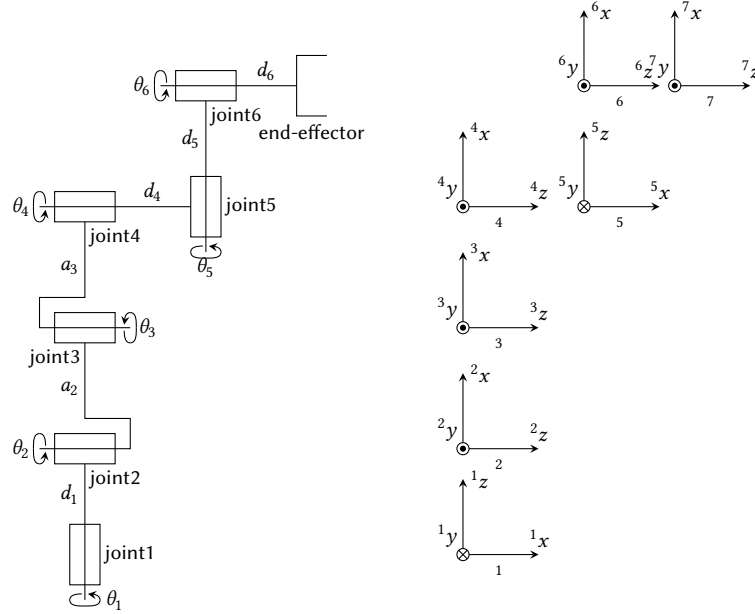 θ₆
d₆
joint6
end-effector
d₅
θ₄
d₄
joint4
joint5
θ₅
a₃
θ₃
joint3
a₂
θ₂
joint2
d₁
joint1
θ₁
⁶x
⁷x
⁶y
⁶z
⁷y
⁷z
6
7
⁴x
⁵z
⁴y
⁴z
⁵y
⁵x
4
5
³x
³y
³z
3
²x
²y
²z
2
¹z
¹y
¹x
1